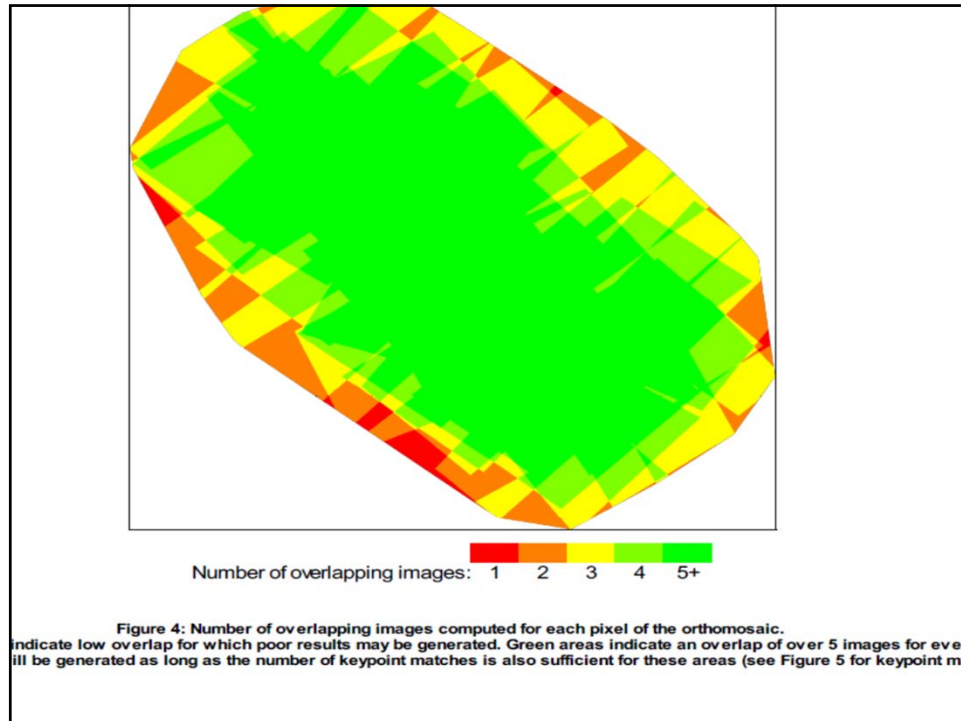 Number of overlapping images: 1 2 3 4 5+
Figure 4: Number of overlapping images computed for each pixel of the orthomosaic.
indicate low overlap for which poor results may be generated. Green areas indicate an overlap of over 5 images for eve
ill be generated as long as the number of keypoint matches is also sufficient for these areas (see Figure 5 for keypoint m